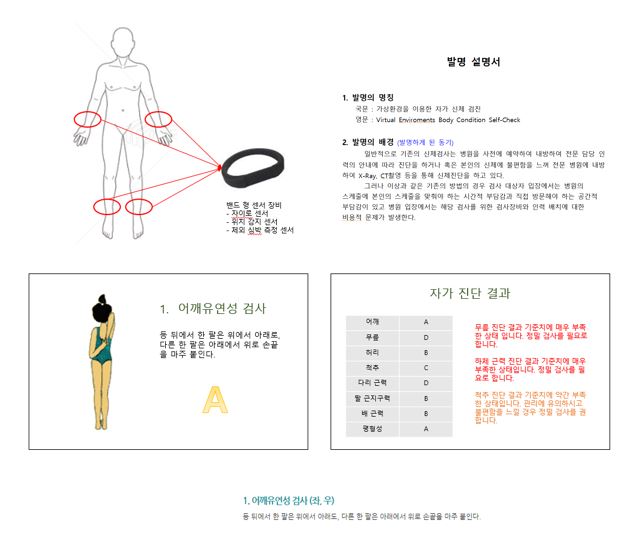 밴드 형 센서 장비
- 자이로 센서
- 위치 감지 센서
- 제외 심박 측정 센서
발명 설명서
1. 발명의 명칭
국문 : 가상환경을 이용한 자가 신체 검진
영문 : Virtual Enviroments Body Condition Self-Check
2. 발명의 배경 (발명하게 된 동기)
일반적으로 기존의 신체검사는 병원을 사전에 예약하여 내방하여 전문 담당 인
력의 안내에 따라 진단을 하거나 혹은 본인의 신체에 불편함을 느껴 전문 병원에 내방
하여 X-Ray, CT촬영 등을 통해 신체진단을 하고 있다.
그러나 이상과 같은 기존의 방법의 경우 검사 대상자 입장에서는 병원의
스케줄에 본인의 스케줄을 맞춰야 하는 시간적 부담감과 직접 방문해야 하는 공간적
부담감이 있고 병원 입장에서는 해당 검사를 위한 검사장비와 인력 배치에 대한
비용적 문제가 발생한다.
1. 어깨유연성 검사
등 뒤에서 한 팔은 위에서 아래로,
다른 한 팔은 아래에서 위로 손끝
을 마주 붙인다.
A
자가 진단 결과
어깨 A
무릎 D
허리 B
척추 C
다리 근력 D
팔 근지구력 B
배 근력 B
평형성 A
무릎 진단 결과 기준치에 매우 부족
한 상태 입니다. 정밀 검사를 필요로
합니다.
하체 근력 진단 결과 기준치에 매우
부족한 상태입니다. 정밀 검사를 필
요로 합니다.
척추 진단 결과 기준치에 약간 부족
한 상태입니다. 관리에 유의하시고
불편함을 느낄 경우 정밀 검사를 권
합니다.
1. 어깨유연성 검사 (좌, 우)
등 뒤에서 한 팔은 위에서 아래도, 다른 한 팔은 아래에서 위로 손끝을 마주 붙인다.